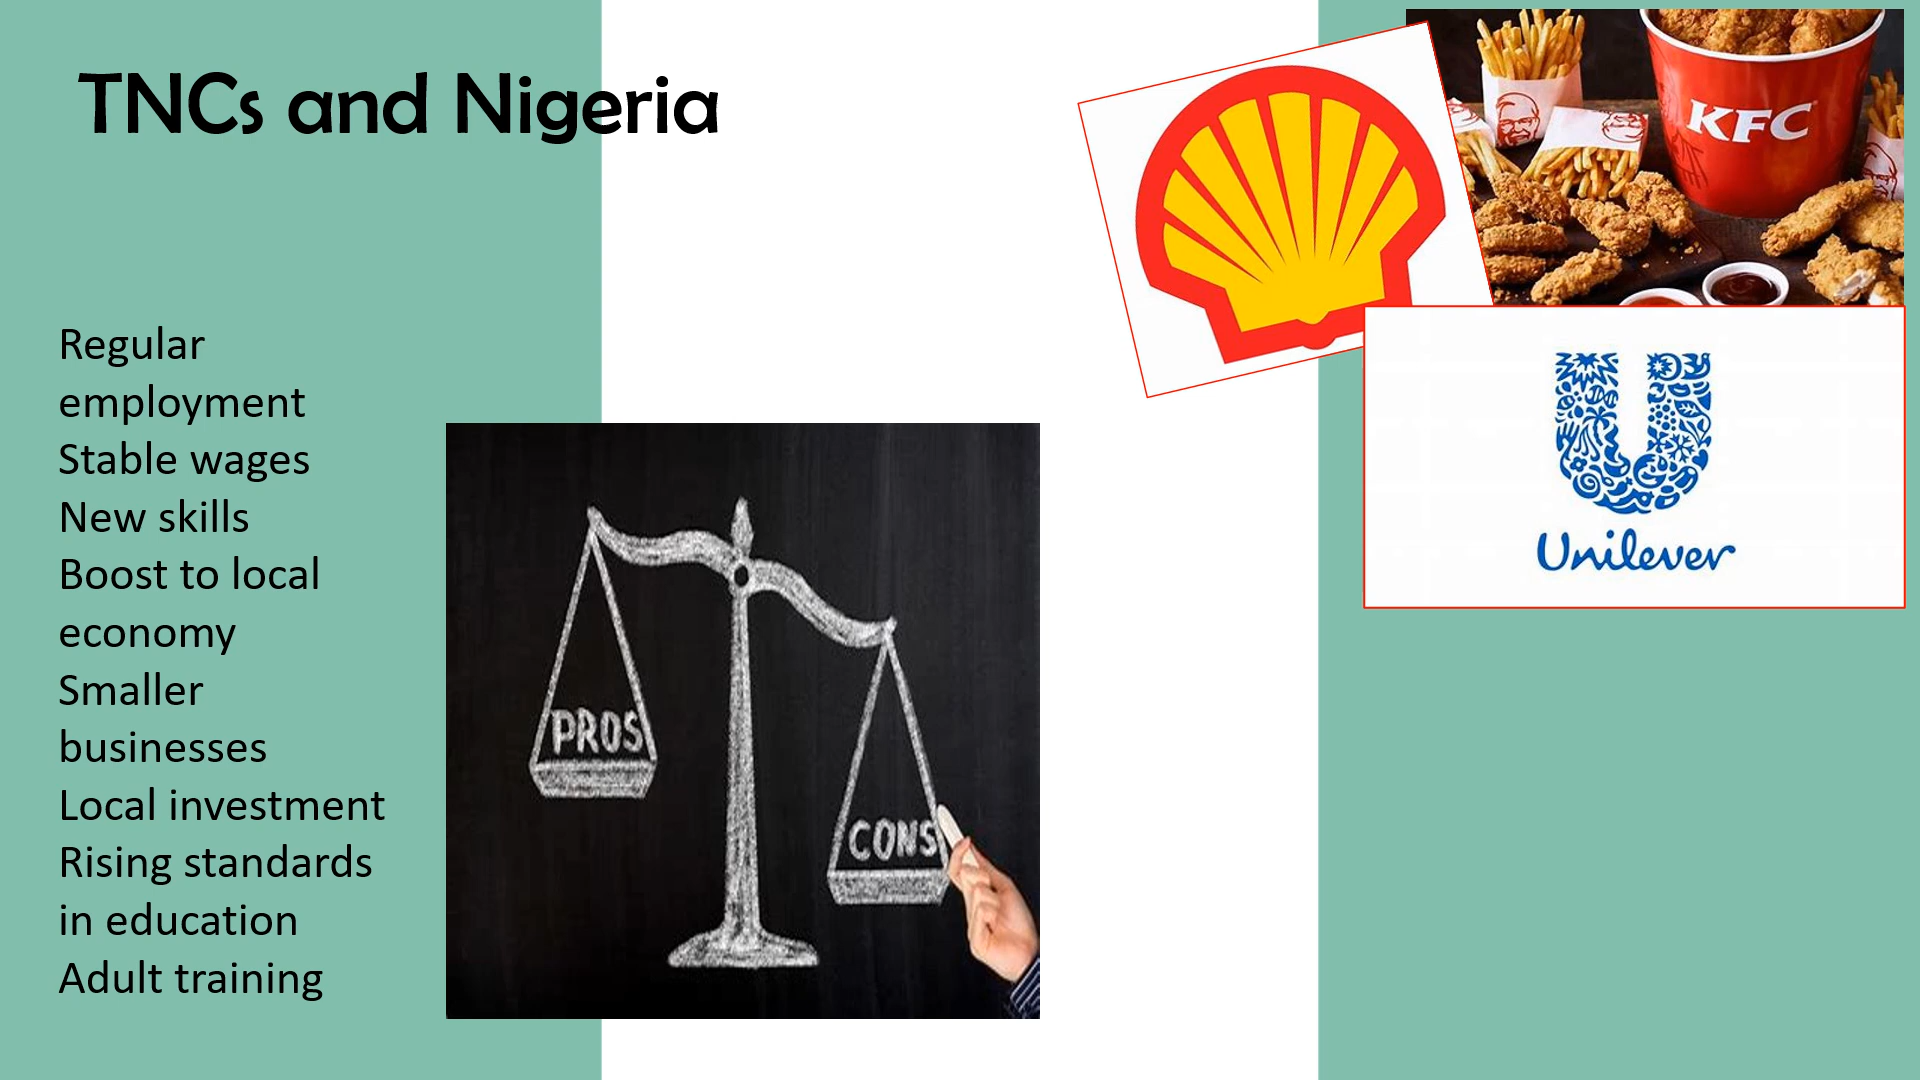 TNCs and Nigeria
KFC
Unilever
Regular
employment
Stable wages
New skills
Boost to local
economy
Smaller
businesses
Local investment
Rising standards
in education
Adult training
PROS
CONS